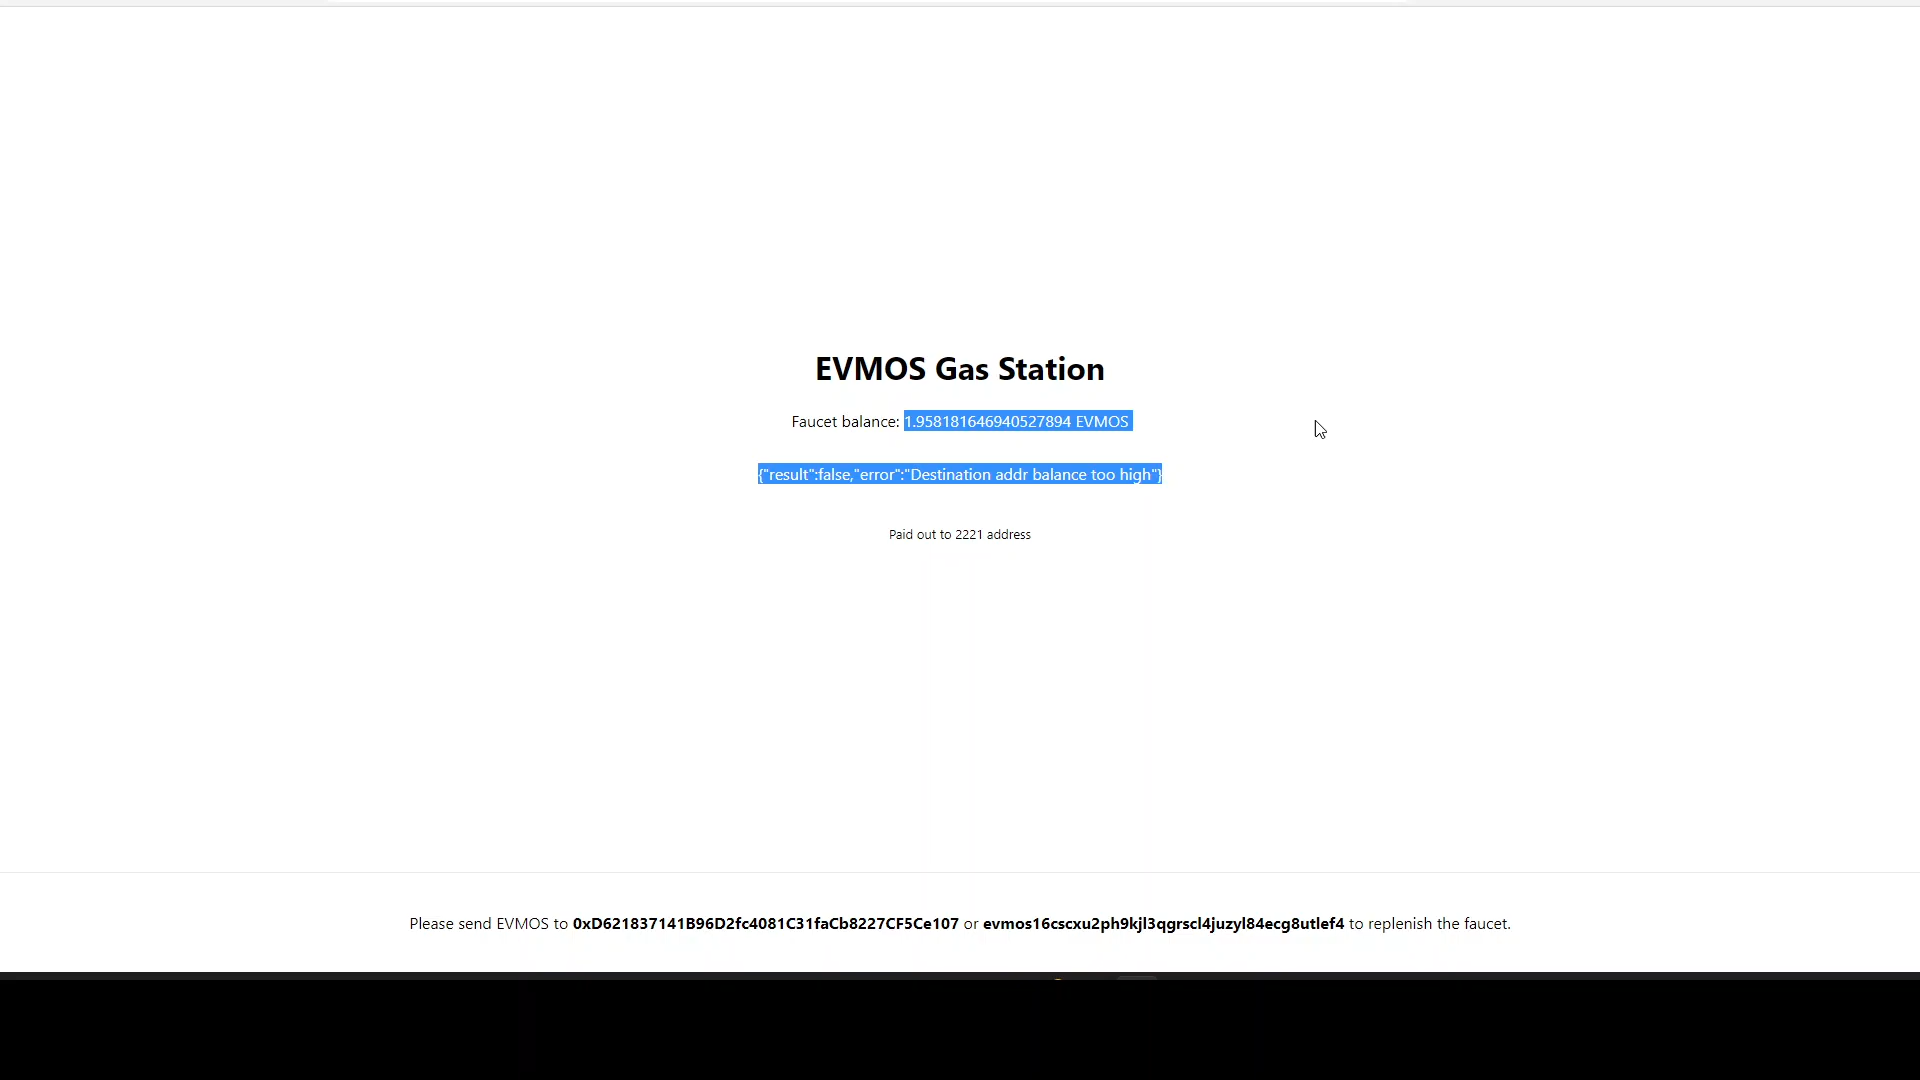 EVMOS Gas Station
Faucet balance: 1.958181646940527894 EVMOS
{"result":false,"error":"Destination addr balance too high"}
Paid out to 2221 address
Please send EVMOS to 0xD621837141B96D2fc4081C31faCb8227CF5Ce107 or evmos16cscxu2ph9kjl3qgrscl4juzyl84ecg8utlef4 to replenish the faucet.